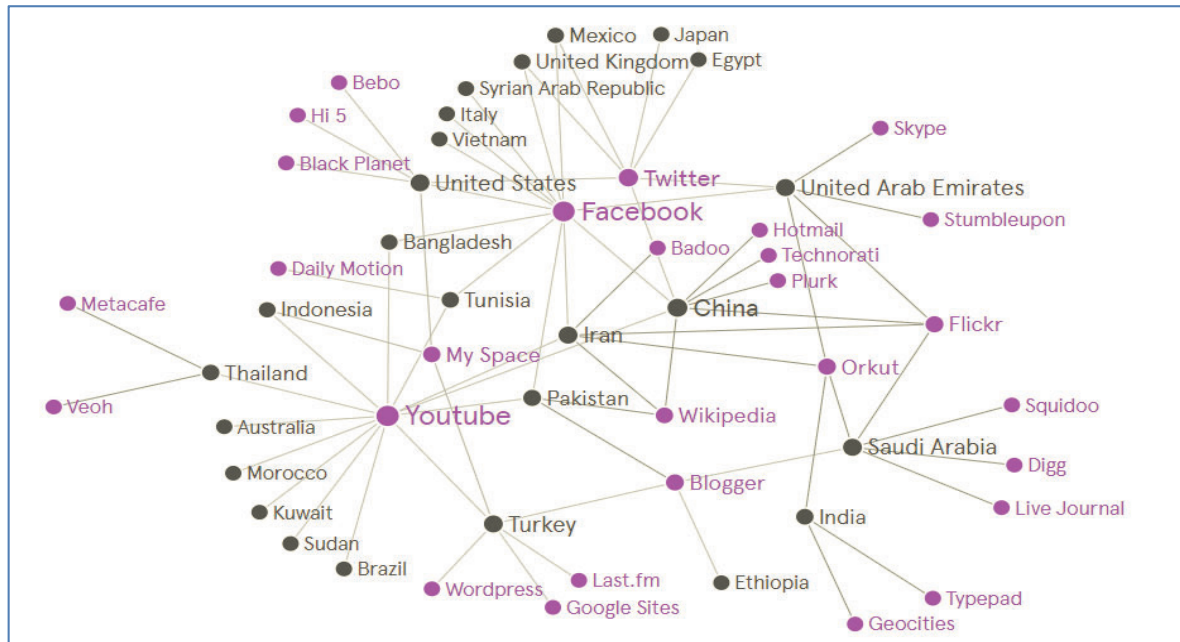 Mexico
Japan
United Kingdom
Egypt
Bebo
Syrian Arab Republic
Hi 5
Italy
Skype
Vietnam
Black Planet
United States
Twitter
United Arab Emirates
Facebook
Stumbleupon
Hotmail
Bangladesh
Badoo
Technorati
Daily Motion
Plurk
Metacafe
Indonesia
Tunisia
China
Flickr
Iran
My Space
Thailand
Orkut
Pakistan
Veoh
Youtube
Wikipedia
Squidoo
Australia
Saudi Arabia
Morocco
Digg
Blogger
Kuwait
Live Journal
Turkey
India
Sudan
Brazil
Last.fm
Ethiopia
Wordpress
Typepad
Google Sites
Geocities